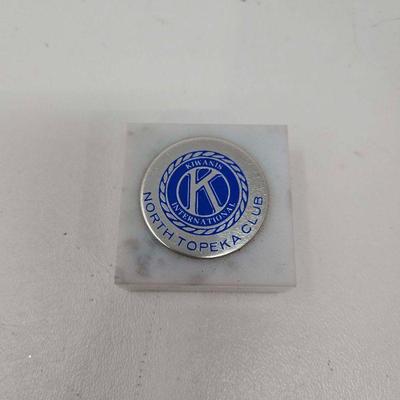 KIWANIS
K
INTERNATIONAL
NORTH TOPEKA CLUB